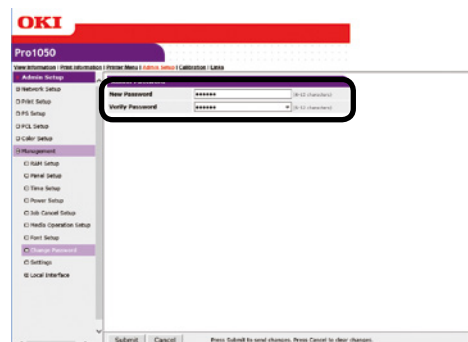 OKI
Pro1050
View Information | Print Information | Printer Menu | Admin Setup | Calibration | Links
Admin Setup
Network Setup
Print Setup
PS Setup
PCL Setup
Color Setup
Management
RAM Setup
Panel Setup
Time Setup
Power Setup
Job Cancel Setup
Media Operation Setup
Font Setup
Change Password
Settings
Local Interface
New Password •••••• (6-12 characters)
Verify Password •••••• (6-12 characters)
Submit Cancel Press Submit to send changes. Press Cancel to clear changes.